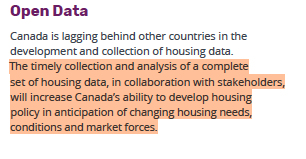 Open Data
Canada is lagging behind other countries in the
development and collection of housing data.
The timely collection and analysis of a complete
set of housing data, in collaboration with stakeholders,
will increase Canada's ability to develop housing
policy in anticipation of changing housing needs,
conditions and market forces.